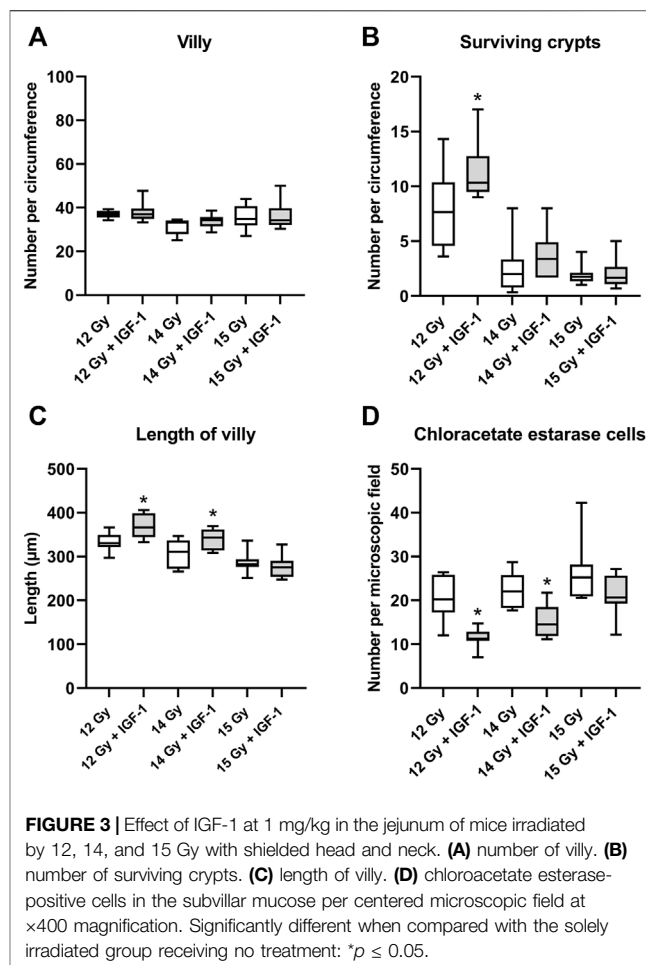 A
Villy
Number per circumference
100
80
60
40
20
0
12 Gy
12 Gy + IGF-1
14 Gy
14 Gy + IGF-1
15 Gy
15 Gy + IGF-1
B
Surviving crypts
Number per circumference
20
15
10
5
0
*
12 Gy
12 Gy + IGF-1
14 Gy
14 Gy + IGF-1
15 Gy
15 Gy + IGF-1
C
Length of villy
Length (µm)
500
400
300
200
100
0
*
*
12 Gy
12 Gy + IGF-1
14 Gy
14 Gy + IGF-1
15 Gy
15 Gy + IGF-1
D
Chloracetate estarase cells
Number per microscopic field
50
40
30
20
10
0
*
*
12 Gy
12 Gy + IGF-1
14 Gy
14 Gy + IGF-1
15 Gy
15 Gy + IGF-1
FIGURE 3 | Effect of IGF-1 at 1 mg/kg in the jejunum of mice irradiated
by 12, 14, and 15 Gy with shielded head and neck. (A) number of villy. (B)
number of surviving crypts. (C) length of villy. (D) chloroacetate esterase-
positive cells in the subvillar mucose per centered microscopic field at
×400 magnification. Significantly different when compared with the solely
irradiated group receiving no treatment: *p ≤ 0.05.